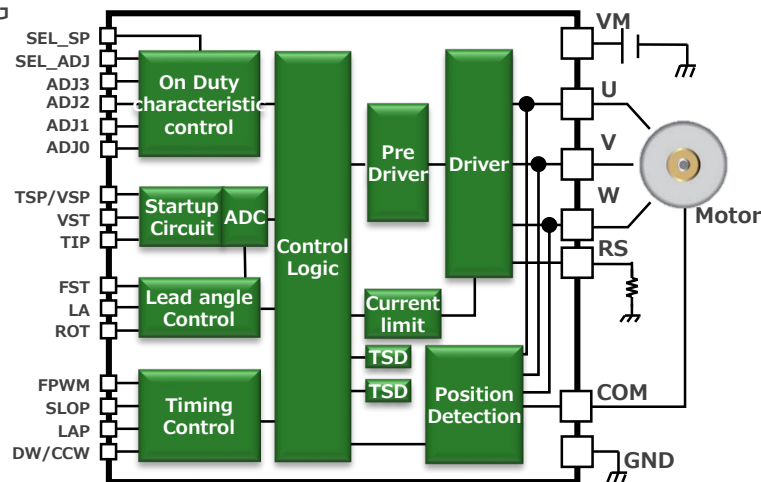 SEL_SP
SEL_ADJ
ADJ3
ADJ2
ADJ1
ADJ0
On Duty
characteristic
control
TSP/VSP
VST
TIP
Startup
Circuit
ADC
FST
LA
ROT
Lead angle
Control
FPWM
SLOP
LAP
DW/CCW
Timing
Control
Control
Logic
Pre
Driver
Driver
Current
limit
TSD
TSD
Position
Detection
VM
U
V
W
Motor
RS
COM
GND